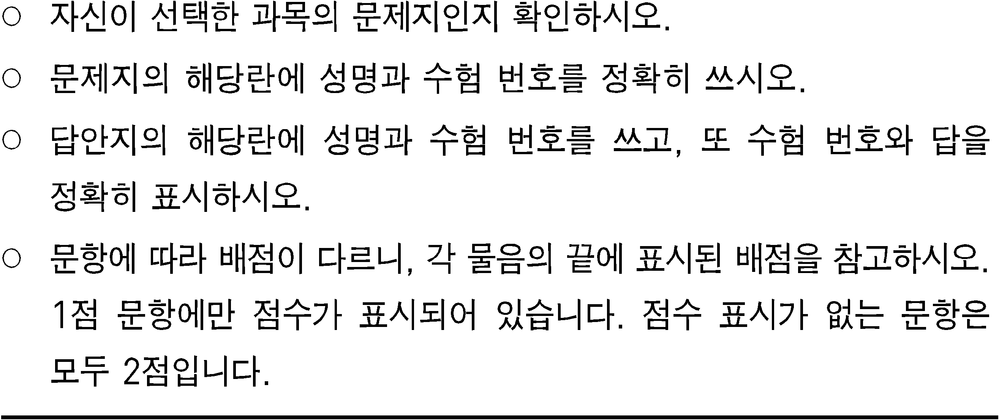 ○ 자신이 선택한 과목의 문제지인지 확인하시오.
○ 문제지의 해당란에 성명과 수험 번호를 정확히 쓰시오.
○ 답안지의 해당란에 성명과 수험 번호를 쓰고, 또 수험 번호와 답을
정확히 표시하시오.
○ 문항에 따라 배점이 다르니, 각 물음의 끝에 표시된 배점을 참고하시오.
1점 문항에만 점수가 표시되어 있습니다. 점수 표시가 없는 문항은
모두 2점입니다.